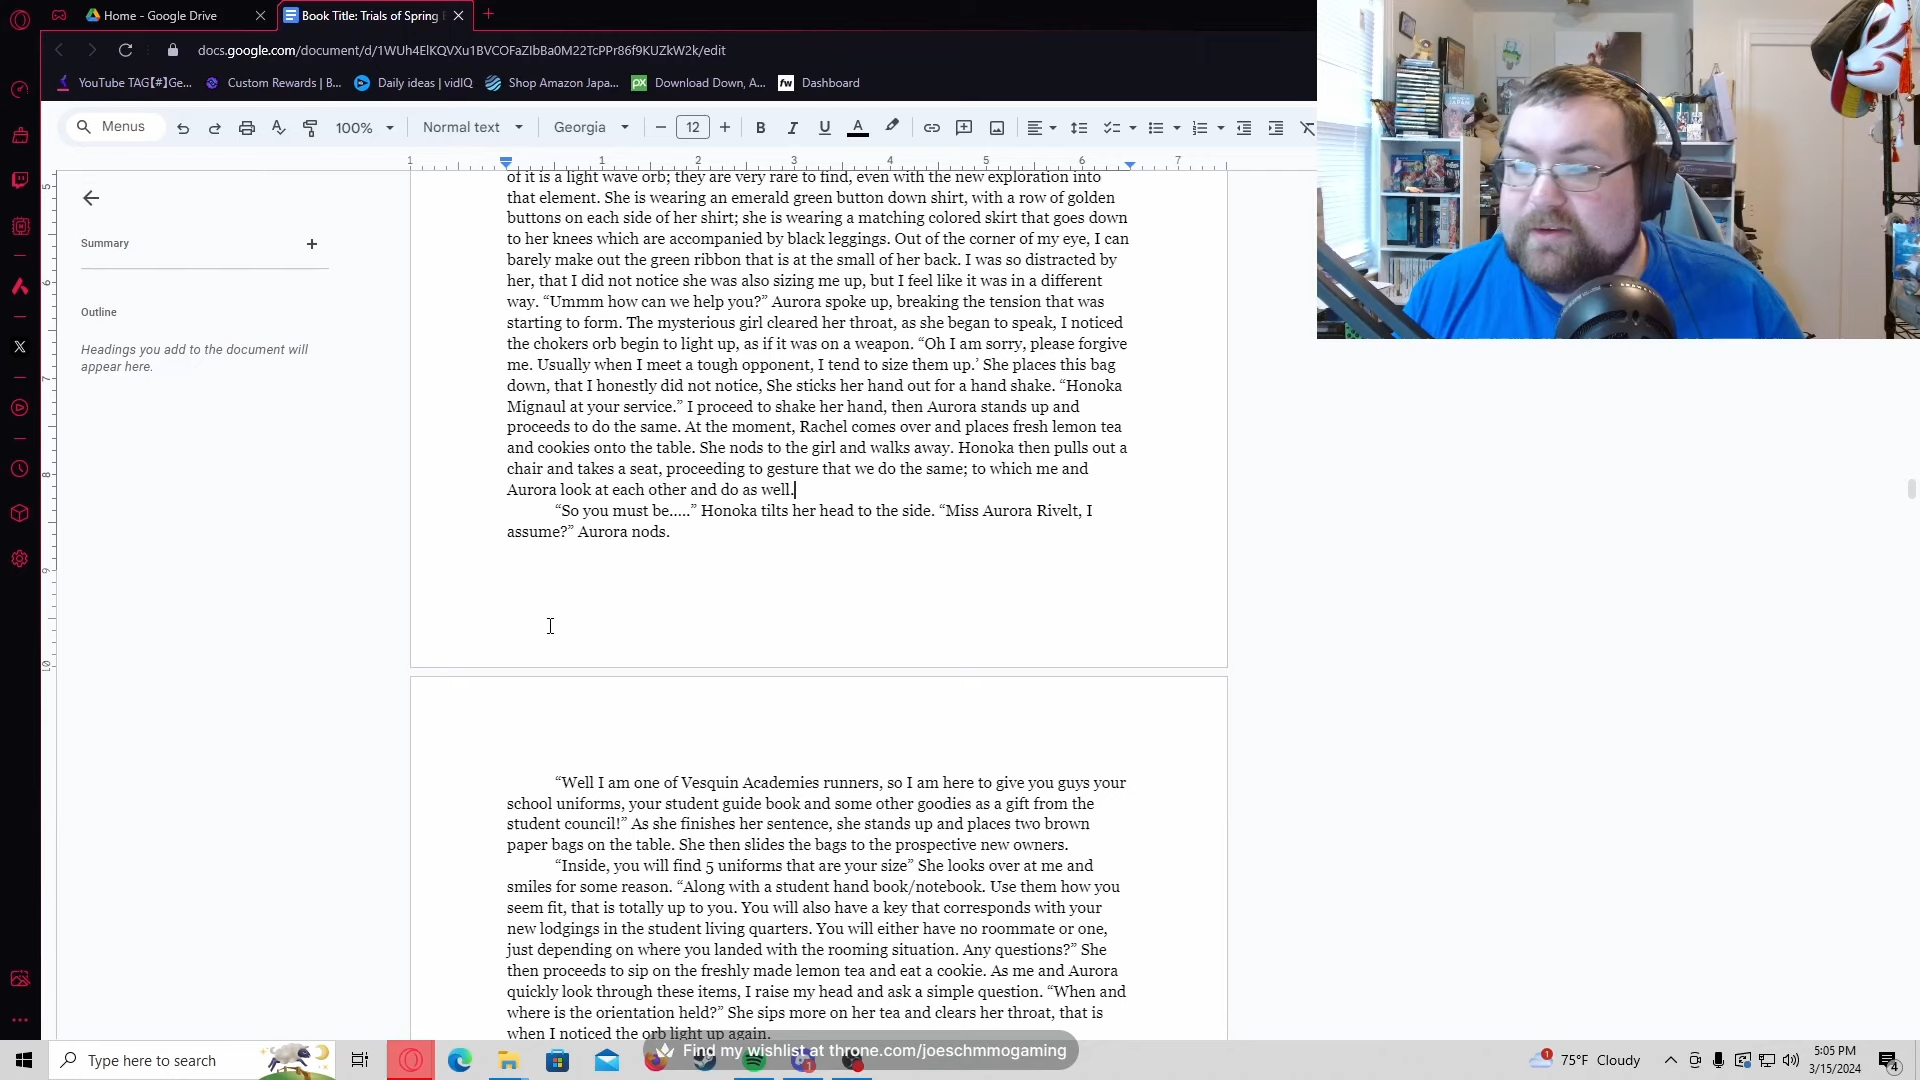 Home - Google Drive
Book Title: Trials of Spring
docs.google.com/document/d/1WUh4ElKQVXu1BVCOFaZIbBa0M22TcPPr86f9KUZkW2k/edit
YouTube TAG【#】Ge...
Custom Rewards | B...
Daily ideas | vidIQ
Shop Amazon Japa...
px
Download Down, A...
fw
Dashboard
Menus
100%
Normal text
Georgia
12
B
I
U
A
1 1 2 3 4 5 6 7
Summary
Outline
Headings you add to the document will
appear here.
of it is a light wave orb; they are very rare to find, even with the new exploration into
that element. She is wearing an emerald green button down shirt, with a row of golden
buttons on each side of her shirt; she is wearing a matching colored skirt that goes down
to her knees which are accompanied by black leggings. Out of the corner of my eye, I can
barely make out the green ribbon that is at the small of her back. I was so distracted by
her, that I did not notice she was also sizing me up, but I feel like it was in a different
way. “Ummm how can we help you?” Aurora spoke up, breaking the tension that was
starting to form. The mysterious girl cleared her throat, as she began to speak, I noticed
the chokers orb begin to light up, as if it was on a weapon. “Oh I am sorry, please forgive
me. Usually when I meet a tough opponent, I tend to size them up.’ She places this bag
down, that I honestly did not notice, She sticks her hand out for a hand shake. “Honoka
Mignaul at your service.” I proceed to shake her hand, then Aurora stands up and
proceeds to do the same. At the moment, Rachel comes over and places fresh lemon tea
and cookies onto the table. She nods to the girl and walks away. Honoka then pulls out a
chair and takes a seat, proceeding to gesture that we do the same; to which me and
Aurora look at each other and do as well.
“So you must be.....” Honoka tilts her head to the side. “Miss Aurora Rivelt, I
assume?” Aurora nods.
“Well I am one of Vesquin Academies runners, so I am here to give you guys your
school uniforms, your student guide book and some other goodies as a gift from the
student council!” As she finishes her sentence, she stands up and places two brown
paper bags on the table. She then slides the bags to the prospective new owners.
“Inside, you will find 5 uniforms that are your size” She looks over at me and
smiles for some reason. “Along with a student hand book/notebook. Use them how you
seem fit, that is totally up to you. You will also have a key that corresponds with your
new lodgings in the student living quarters. You will either have no roommate or one,
just depending on where you landed with the rooming situation. Any questions?” She
then proceeds to sip on the freshly made lemon tea and eat a cookie. As me and Aurora
quickly look through these items, I raise my head and ask a simple question. “When and
where is the orientation held?” She sips more on her tea and clears her throat, that is
when I noticed the orb light up again.
Find my wishlist at throne.com/joeschmmogaming
Type here to search
75°F Cloudy
5:05 PM
3/15/2024
4